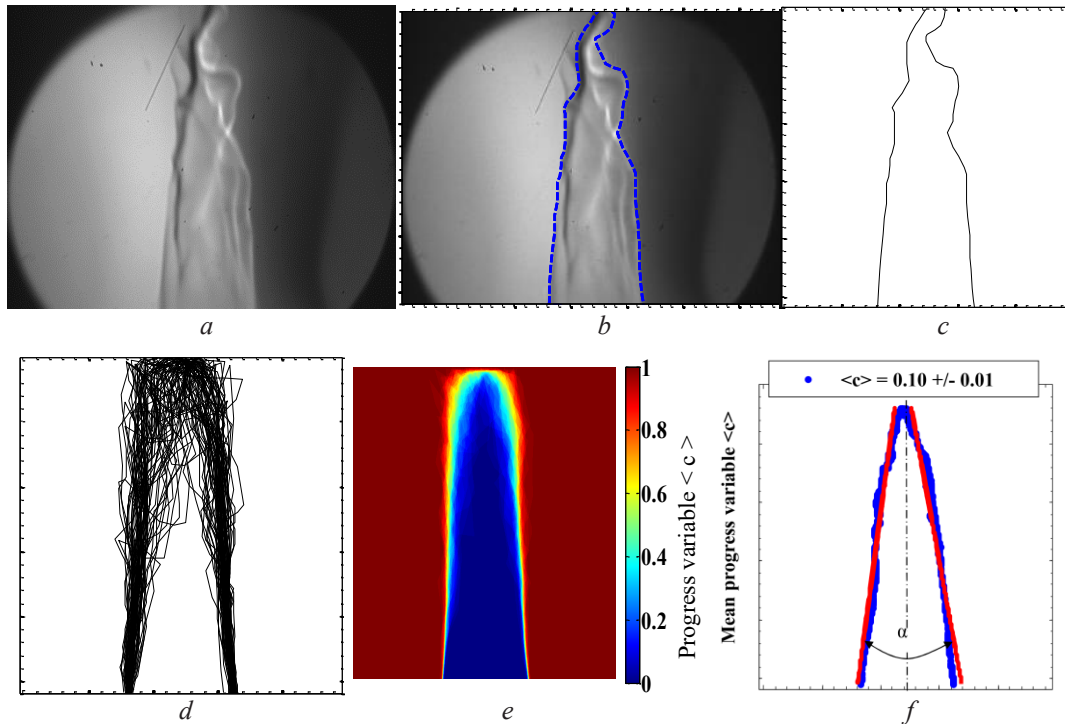 a
b
c
d
1
0.8
0.6
0.4
0.2
0
Progress variable < c >
e
Mean progress variable <c>
<c> = 0.10 +/- 0.01
α
f